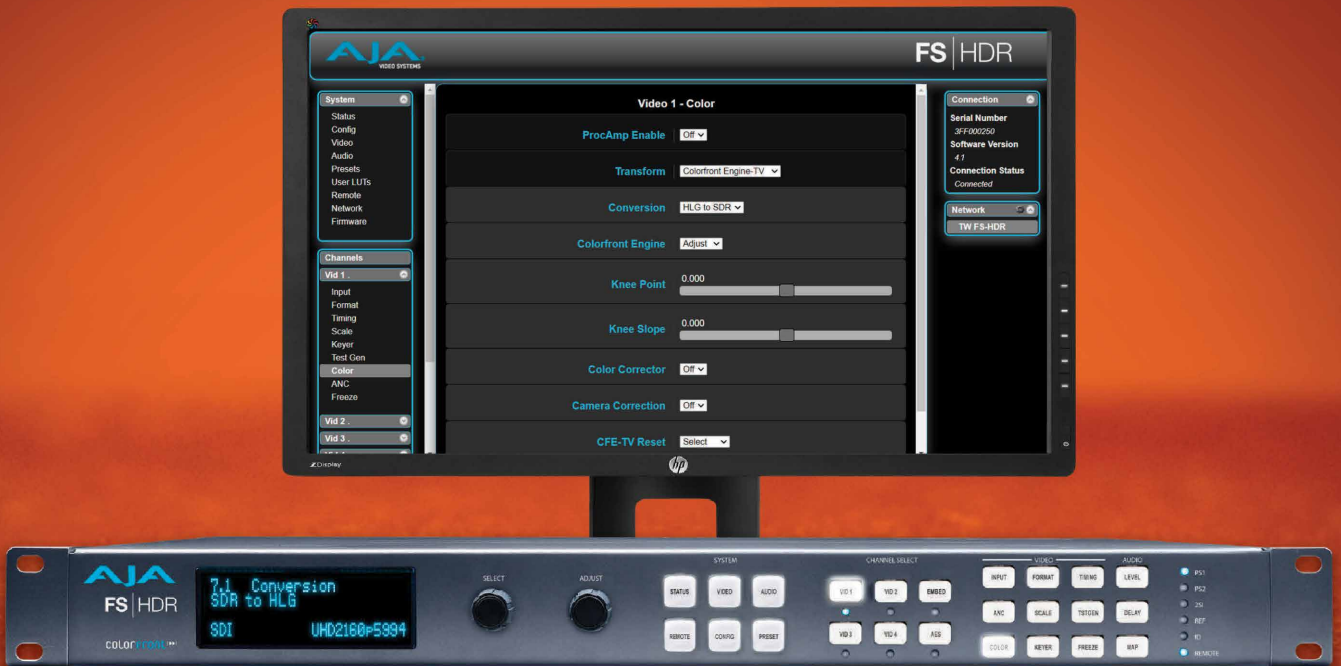 AJA
VIDEO SYSTEMS
FS|HDR
System
Status
Config
Video
Audio
Presets
User LUTs
Remote
Network
Firmware
Channels
Vid 1 .
Input
Format
Timing
Scale
Keyer
Test Gen
Color
ANC
Freeze
Vid 2 .
Vid 3 .
Video 1 - Color
ProcAmp Enable Off
Transform Colorfront Engine-TV
Conversion HLG to SDR
Colorfront Engine Adjust
Knee Point 0.000
Knee Slope 0.000
Color Corrector Off
Camera Correction Off
CFE-TV Reset Select
Connection
Serial Number
3FF000250
Software Version
4.1
Connection Status
Connected
Network
TW FS-HDR
Z Display
hp
AJA
FS|HDR
colorfront
7.1 Conversion
SDR to HLG
SDI UHD2160p5994
SELECT
ADJUST
SYSTEM
STATUS VIDEO AUDIO
REMOTE CONFIG PRESET
CHANNEL SELECT
VID 1 VID 2 EMBED
VID 3 VID 4 AES
VIDEO AUDIO
INPUT FORMAT TIMING LEVEL
ANC SCALE TSTGEN DELAY
COLOR KEYER FREEZE MAP
PS1
PS2
2SI
REF
IO
REMOTE